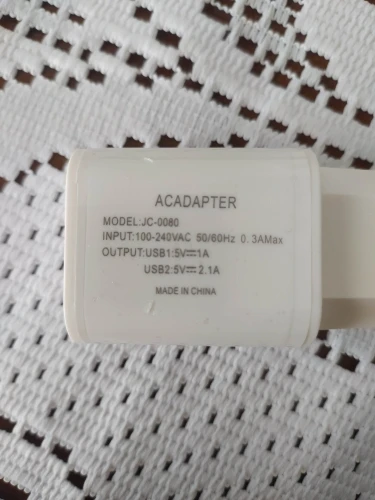 ACADAPTER
MODEL:JC-0080
INPUT:100-240VAC 50/60Hz 0.3AMax
OUTPUT:USB1:5V⎓1A
USB2:5V⎓2.1A
MADE IN CHINA